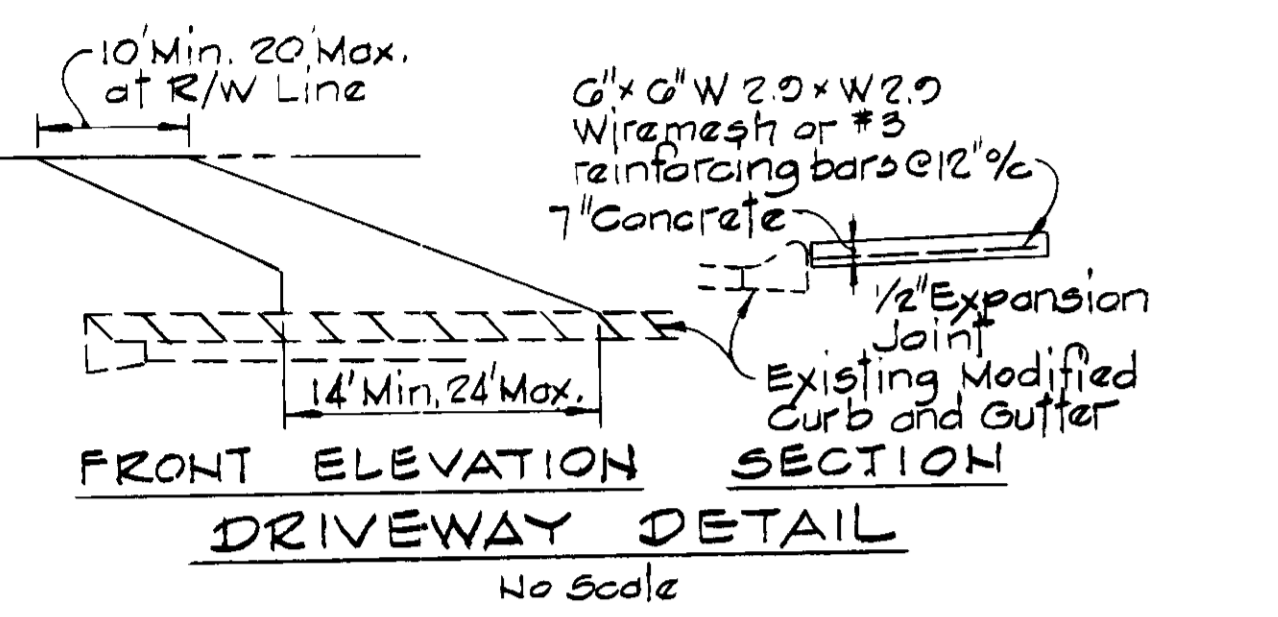 10'Min. 20'Max.
at R/W Line
6"x 6" W 2.9 x W 2.9
Wiremesh or #3
reinforcing bars @ 12" o/c
7" Concrete
1/2" Expansion
Joint
Existing Modified
Curb and Gutter
14' Min, 24' Max.
FRONT ELEVATION
SECTION
DRIVEWAY DETAIL
No Scale